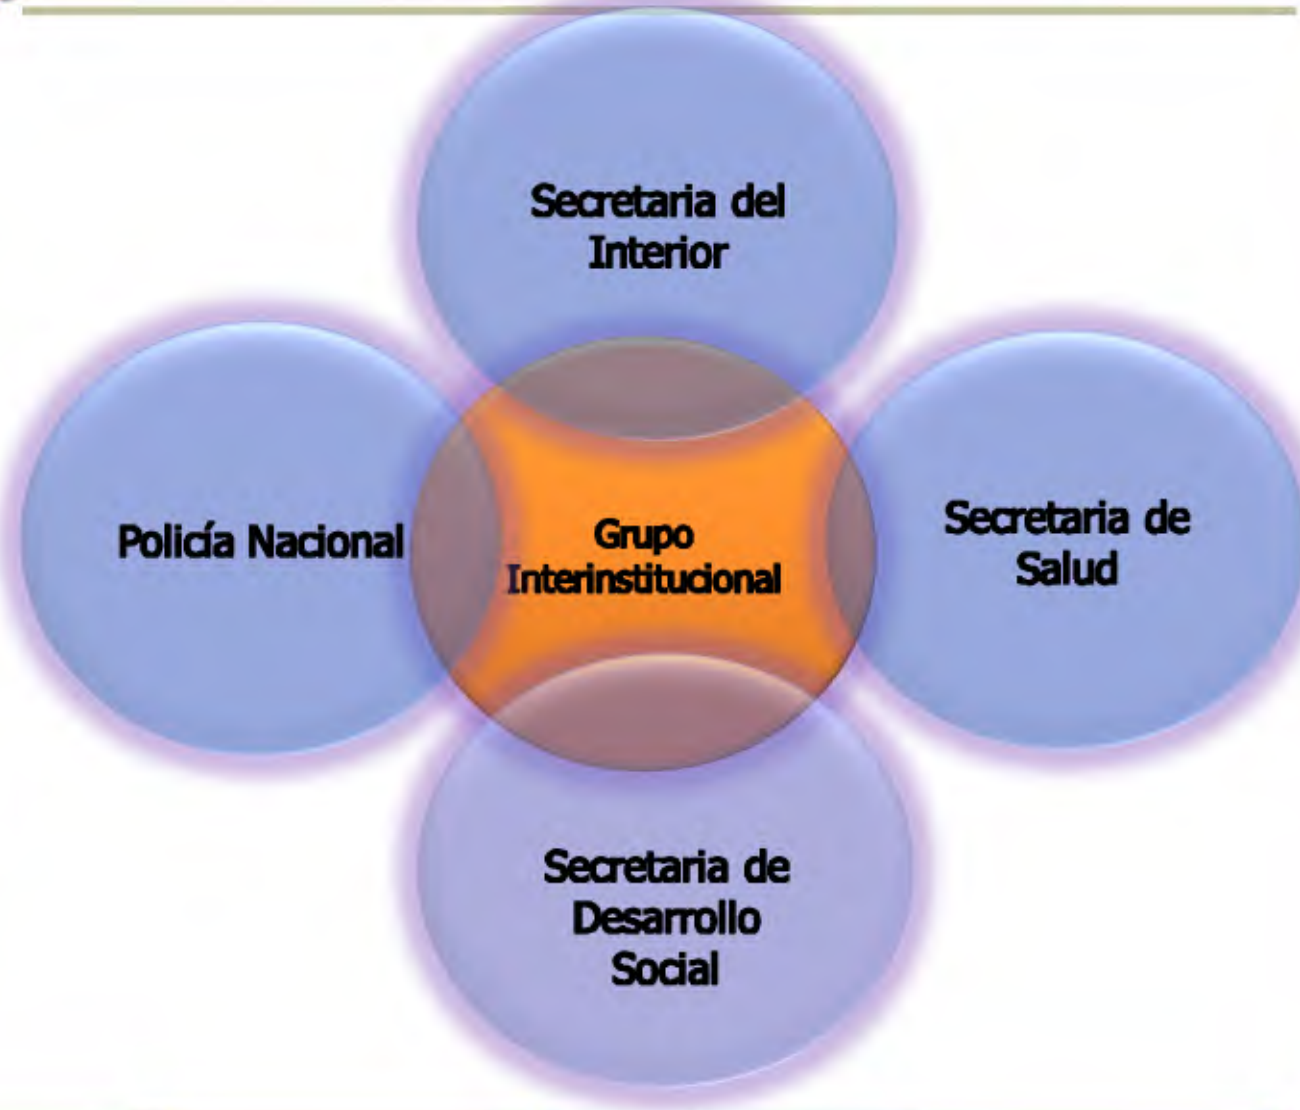 Secretaria del
Interior
Policía Nacional
Grupo
Interinstitucional
Secretaria de
Salud
Secretaria de
Desarrollo
Social